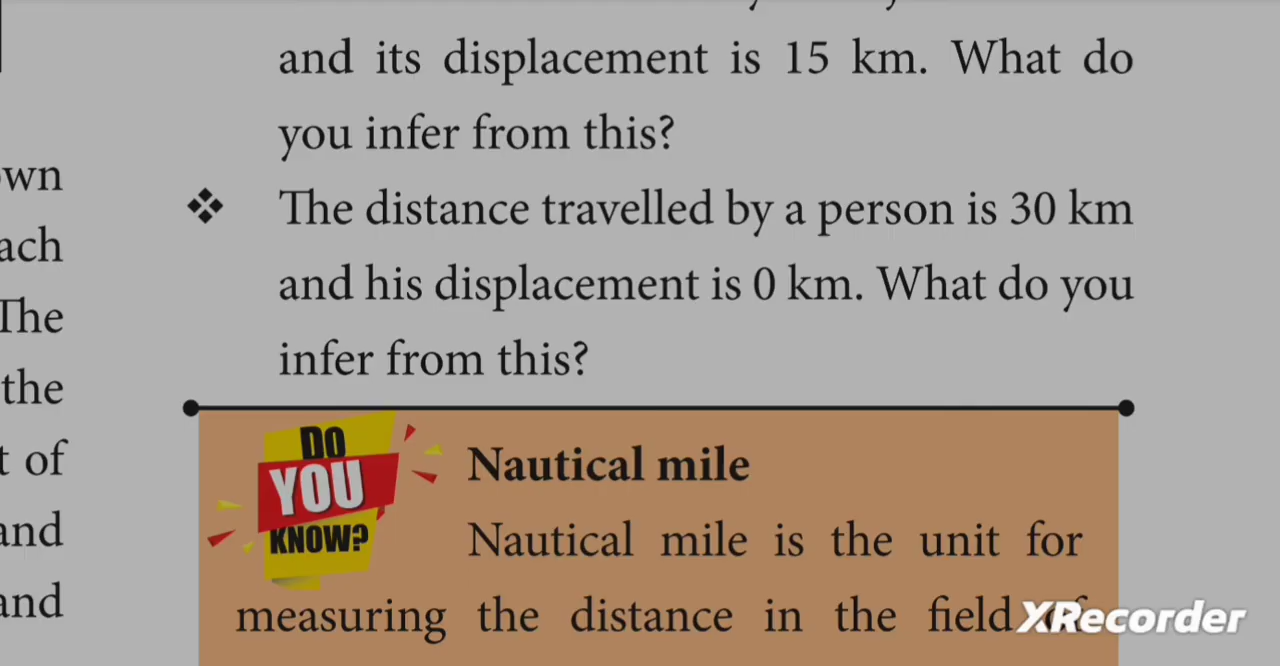 and its displacement is 15 km. What do
you infer from this?
❖ The distance travelled by a person is 30 km
and his displacement is 0 km. What do you
infer from this?
own
ach
The
the
t of
and
and
DO
YOU
KNOW?
Nautical mile
Nautical mile is the unit for
measuring the distance in the field of
XRecorder